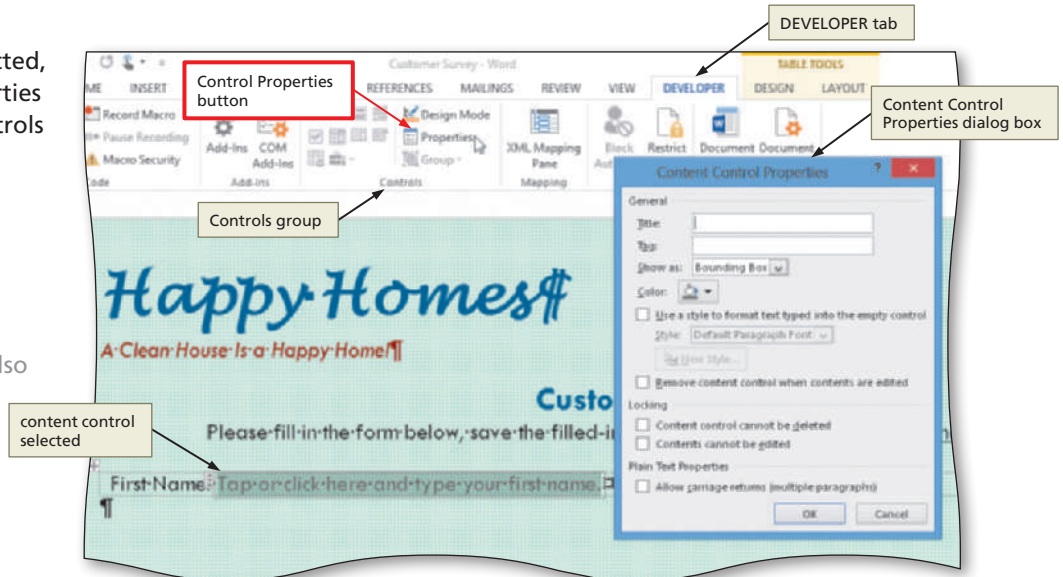 DEVELOPER tab
tted,
rties
trols
Customer Survey - Word
TABLE TOOLS
ME INSERT REFERENCES MAILINGS REVIEW VIEW DEVELOPER DESIGN LAYOUT
Control Properties
button
Content Control
Properties dialog box
Record Macro
Pause Recording
Macro Security
Code
Add-Ins COM
Add-Ins
Add-Ins
Design Mode
Properties
Group
Controls
XML Mapping
Pane
Mapping
Block
Restrict Document Document
Controls group
Content Control Properties
General
Title:
Tag:
Show as: Bounding Box
Color:
Use a style to format text typed into the empty control
Style: Default Paragraph Font
New Style...
Remove content control when contents are edited
Locking
Content control cannot be deleted
Contents cannot be edited
Plain Text Properties
Allow carriage returns (multiple paragraphs)
OK Cancel
Happy·Homes¶
A·Clean·House·Is·a·Happy·Home!¶
lso
Custo
content control
selected
Please·fill·in·the·form·below,·save·the·filled-i
First·Name: Tap·or·click·here·and·type·your·first·name.¤
¶